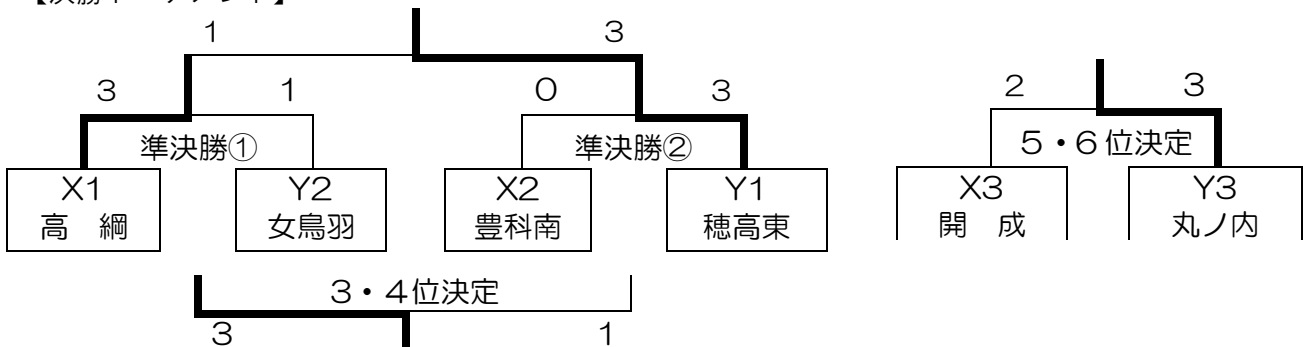 【決勝トーナメント】
1 3
3 1 0 3
準決勝① 準決勝②
X1 Y2 X2 Y1
高　綱 女鳥羽 豊科南 穂高東
3・4位決定
3 1
2 3
5・6位決定
X3 Y3
開　成 丸ノ内